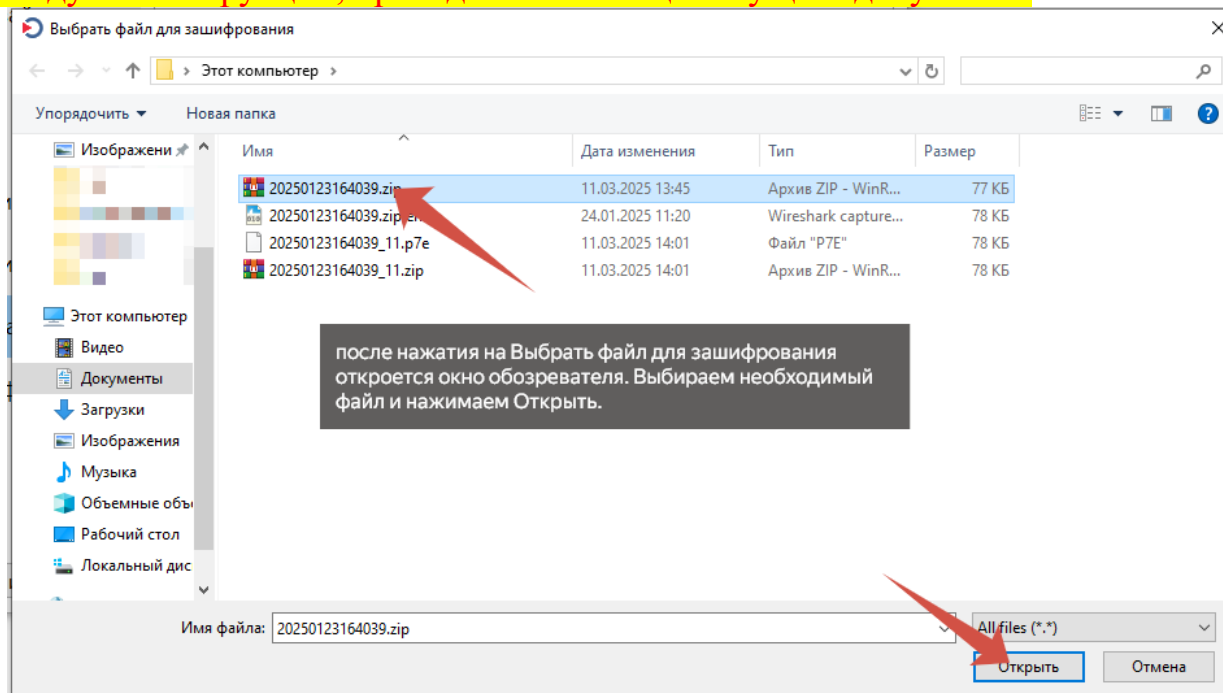 Выбрать файл для зашифрования
Этот компьютер
Упорядочить
Новая папка
Изображени
Имя
Дата изменения
Тип
Размер
20250123164039.zip
11.03.2025 13:45
Архив ZIP - WinR...
77 КБ
20250123164039.zip
24.01.2025 11:20
Wireshark capture...
78 КБ
20250123164039_11.p7e
11.03.2025 14:01
Файл "P7E"
78 КБ
20250123164039_11.zip
11.03.2025 14:01
Архив ZIP - WinR...
78 КБ
Этот компьютер
Видео
Документы
Загрузки
Изображения
Музыка
Объемные объ
Рабочий стол
Локальный дис
после нажатия на Выбрать файл для зашифрования
откроется окно обозревателя. Выбираем необходимый
файл и нажимаем Открыть.
Имя файла:
20250123164039.zip
All files (*.*)
Открыть
Отмена